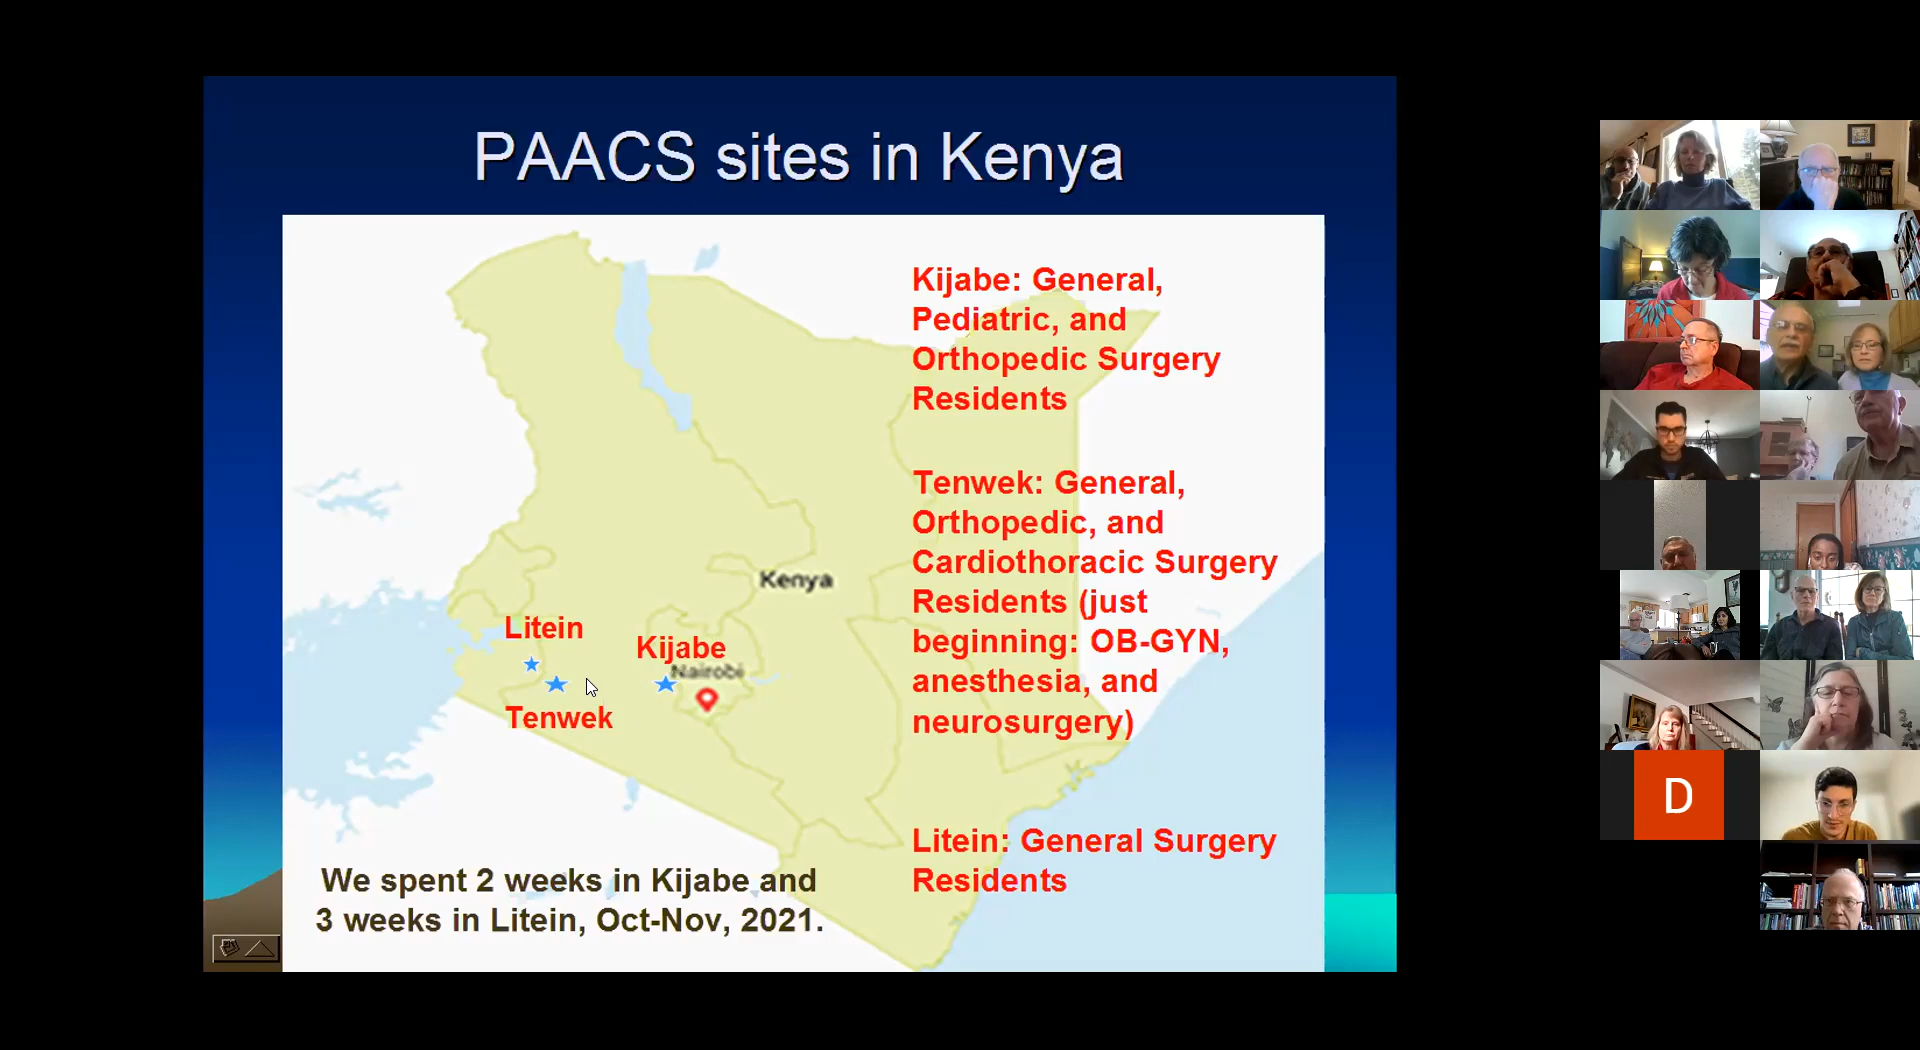 PAACS sites in Kenya
Kijabe: General,
Pediatric, and
Orthopedic Surgery
Residents
Tenwek: General,
Orthopedic, and
Cardiothoracic Surgery
Residents (just
beginning: OB-GYN,
anesthesia, and
neurosurgery)
Litein: General Surgery
Residents
Kenya
Litein
Kijabe
Nairobi
Tenwek
We spent 2 weeks in Kijabe and
3 weeks in Litein, Oct-Nov, 2021.
D